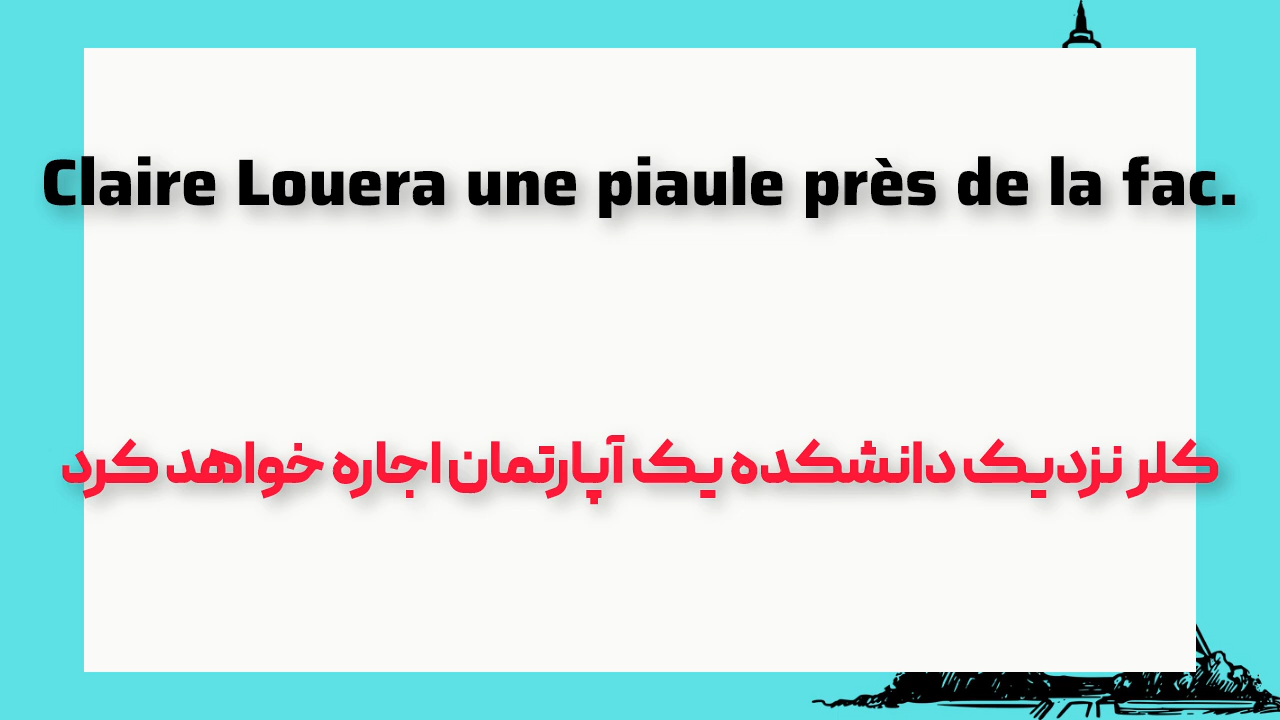 Claire Louera une piaule près de la fac.
کلر نزدیک دانشکده یک آپارتمان اجاره خواهد کرد